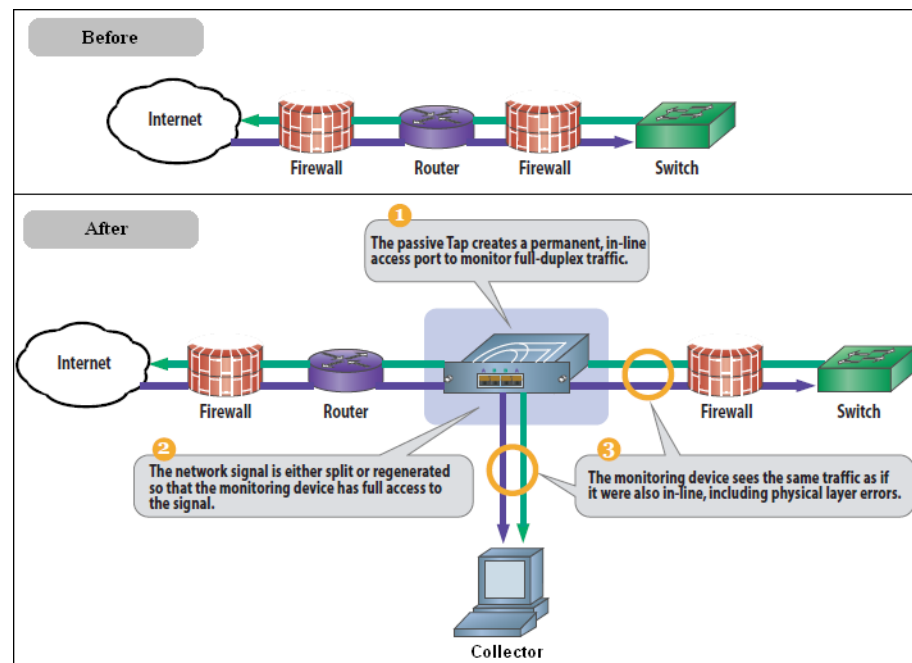 Before
Internet
Firewall
Router
Firewall
Switch
After
1
The passive Tap creates a permanent, in-line
access port to monitor full-duplex traffic.
Internet
Firewall
Router
Firewall
Switch
2
The network signal is either split or regenerated
so that the monitoring device has full access to
the signal.
3
The monitoring device sees the same traffic as if
it were also in-line, including physical layer errors.
Collector